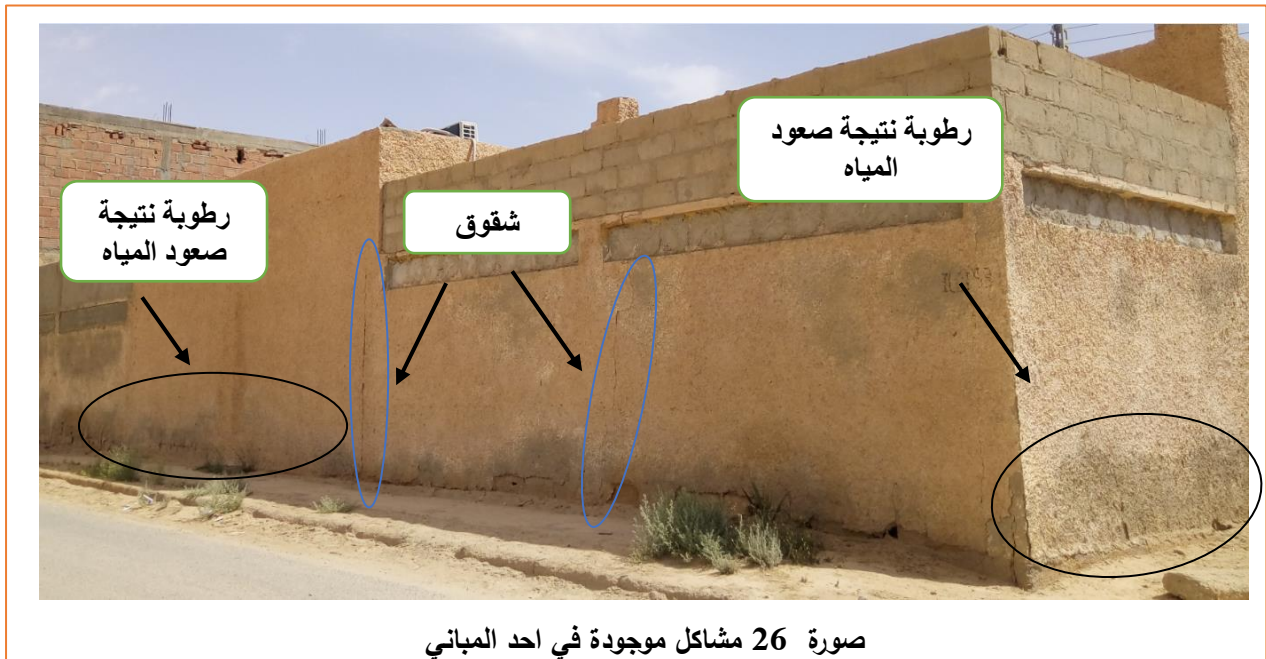 رطوبة نتيجة صعود
المياه
شقوق
رطوبة نتيجة
صعود المياه
صورة 26 مشاكل موجودة في احد المباني